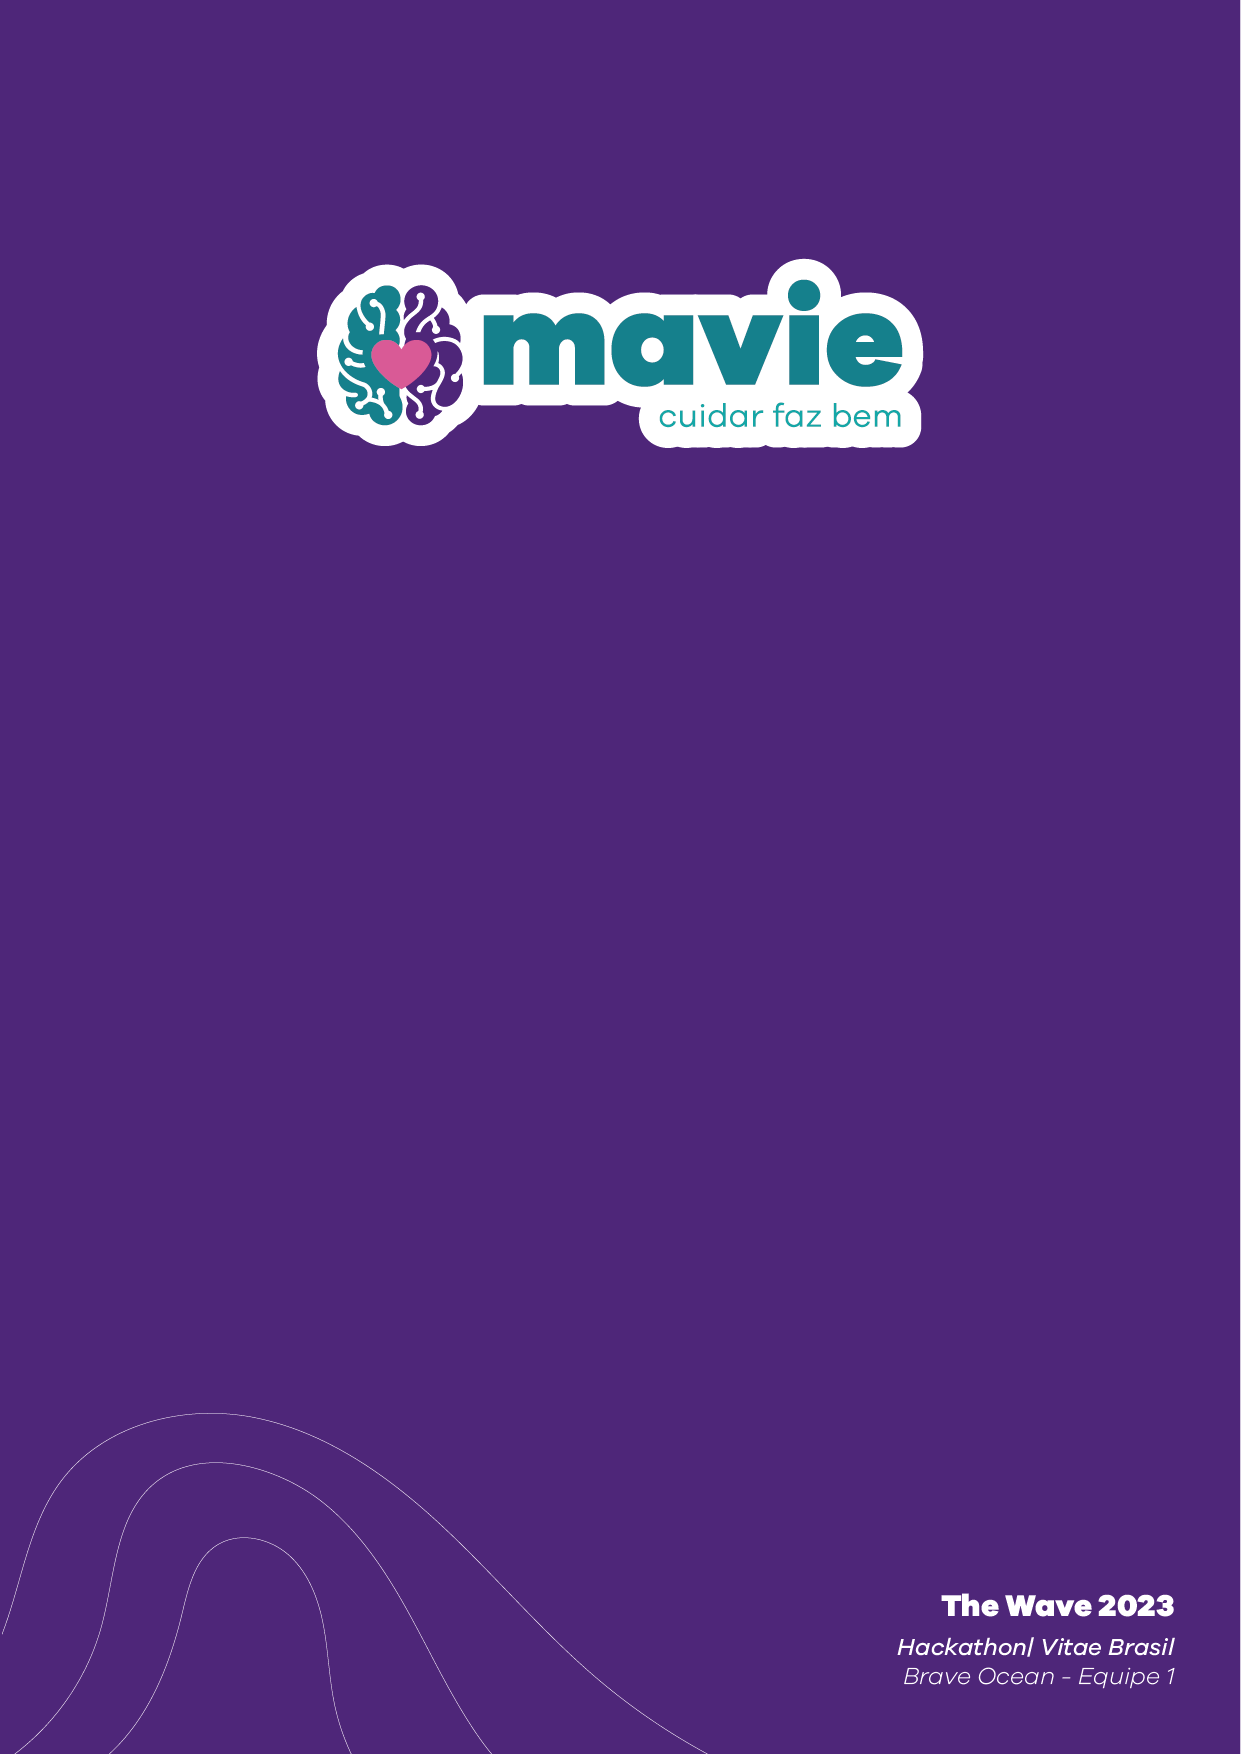 mavie
cuidar faz bem
The Wave 2023
Hackathon| Vitae Brasil
Brave Ocean - Equipe 1